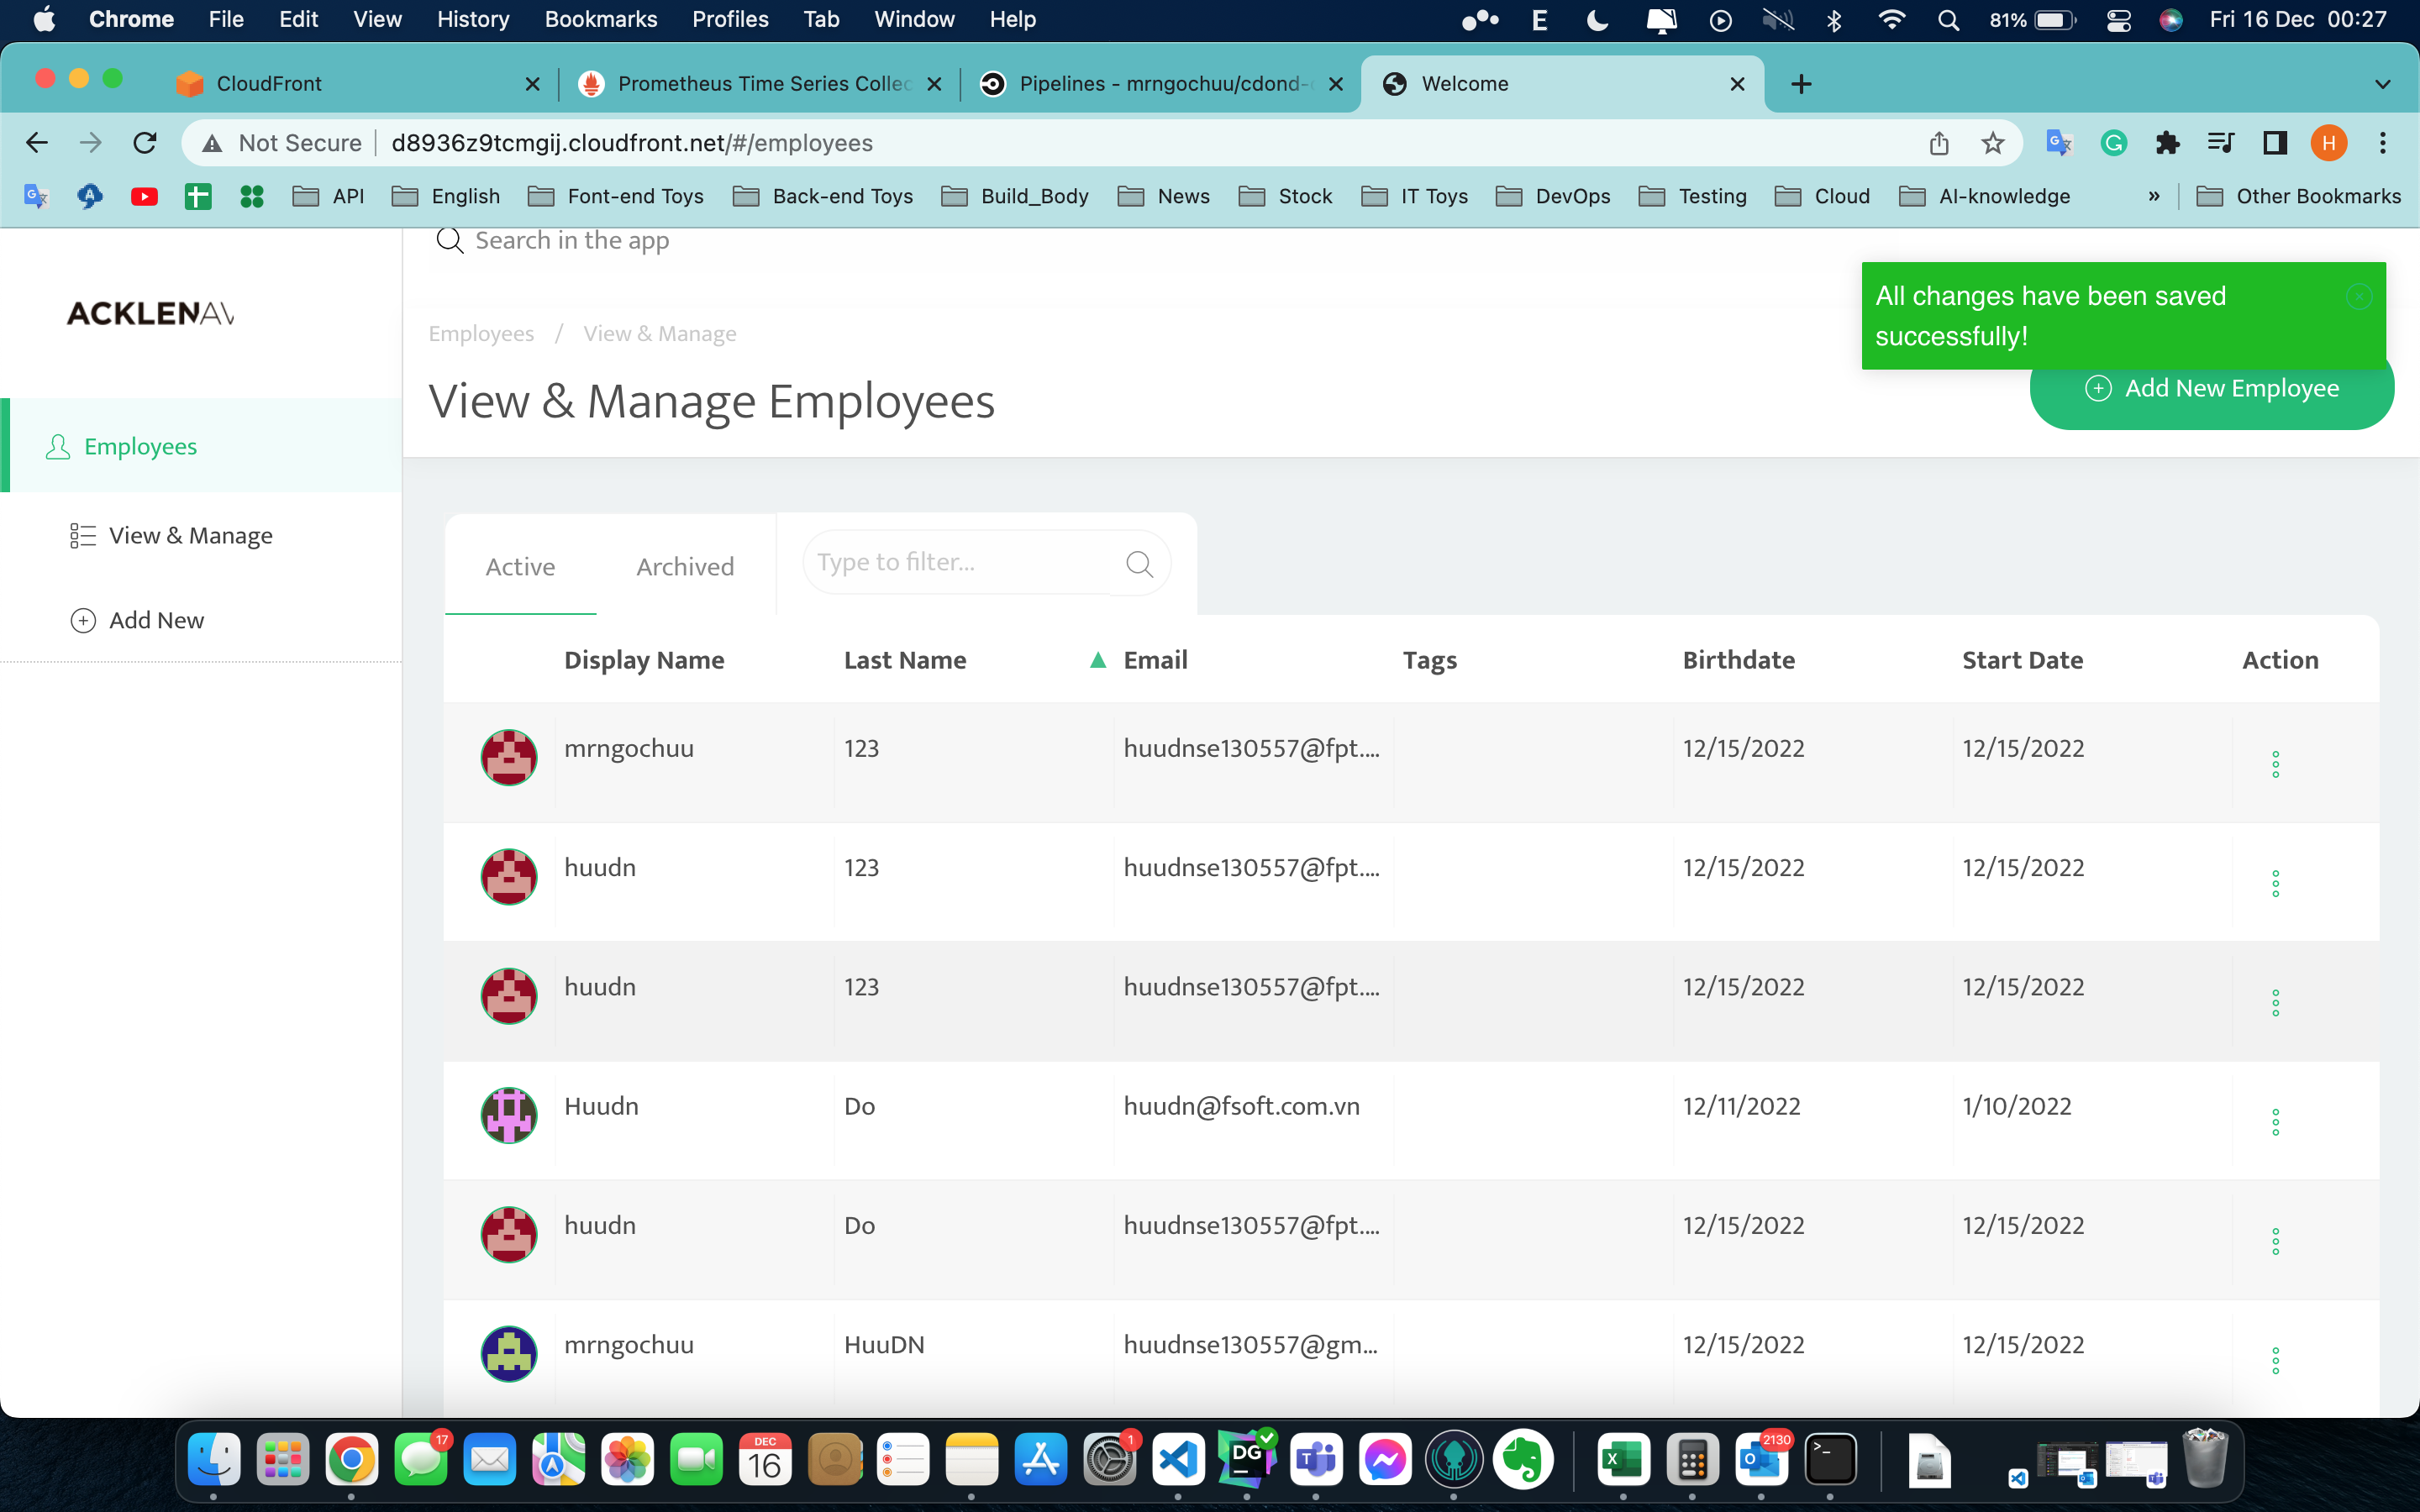 Chrome File Edit View History Bookmarks Profiles Tab Window Help E 81% Fri 16 Dec 00:27
CloudFront Prometheus Time Series Collec Pipelines - mrngochuu/cdond- Welcome
Not Secure d8936z9tcmgij.cloudfront.net/#/employees H
API English Font-end Toys Back-end Toys Build_Body News Stock IT Toys DevOps Testing Cloud AI-knowledge » Other Bookmarks
Search in the app
ACKLENAV
All changes have been saved
successfully!
Employees / View & Manage
View & Manage Employees
Add New Employee
Employees
View & Manage
Add New
Active Archived Type to filter...
Display Name Last Name Email Tags Birthdate Start Date Action
mrngochuu 123 huudnse130557@fpt.... 12/15/2022 12/15/2022
huudn 123 huudnse130557@fpt.... 12/15/2022 12/15/2022
huudn 123 huudnse130557@fpt.... 12/15/2022 12/15/2022
Huudn Do huudn@fsoft.com.vn 12/11/2022 1/10/2022
huudn Do huudnse130557@fpt.... 12/15/2022 12/15/2022
mrngochuu HuuDN huudnse130557@gm... 12/15/2022 12/15/2022
17 DEC 16 1 DG 2130